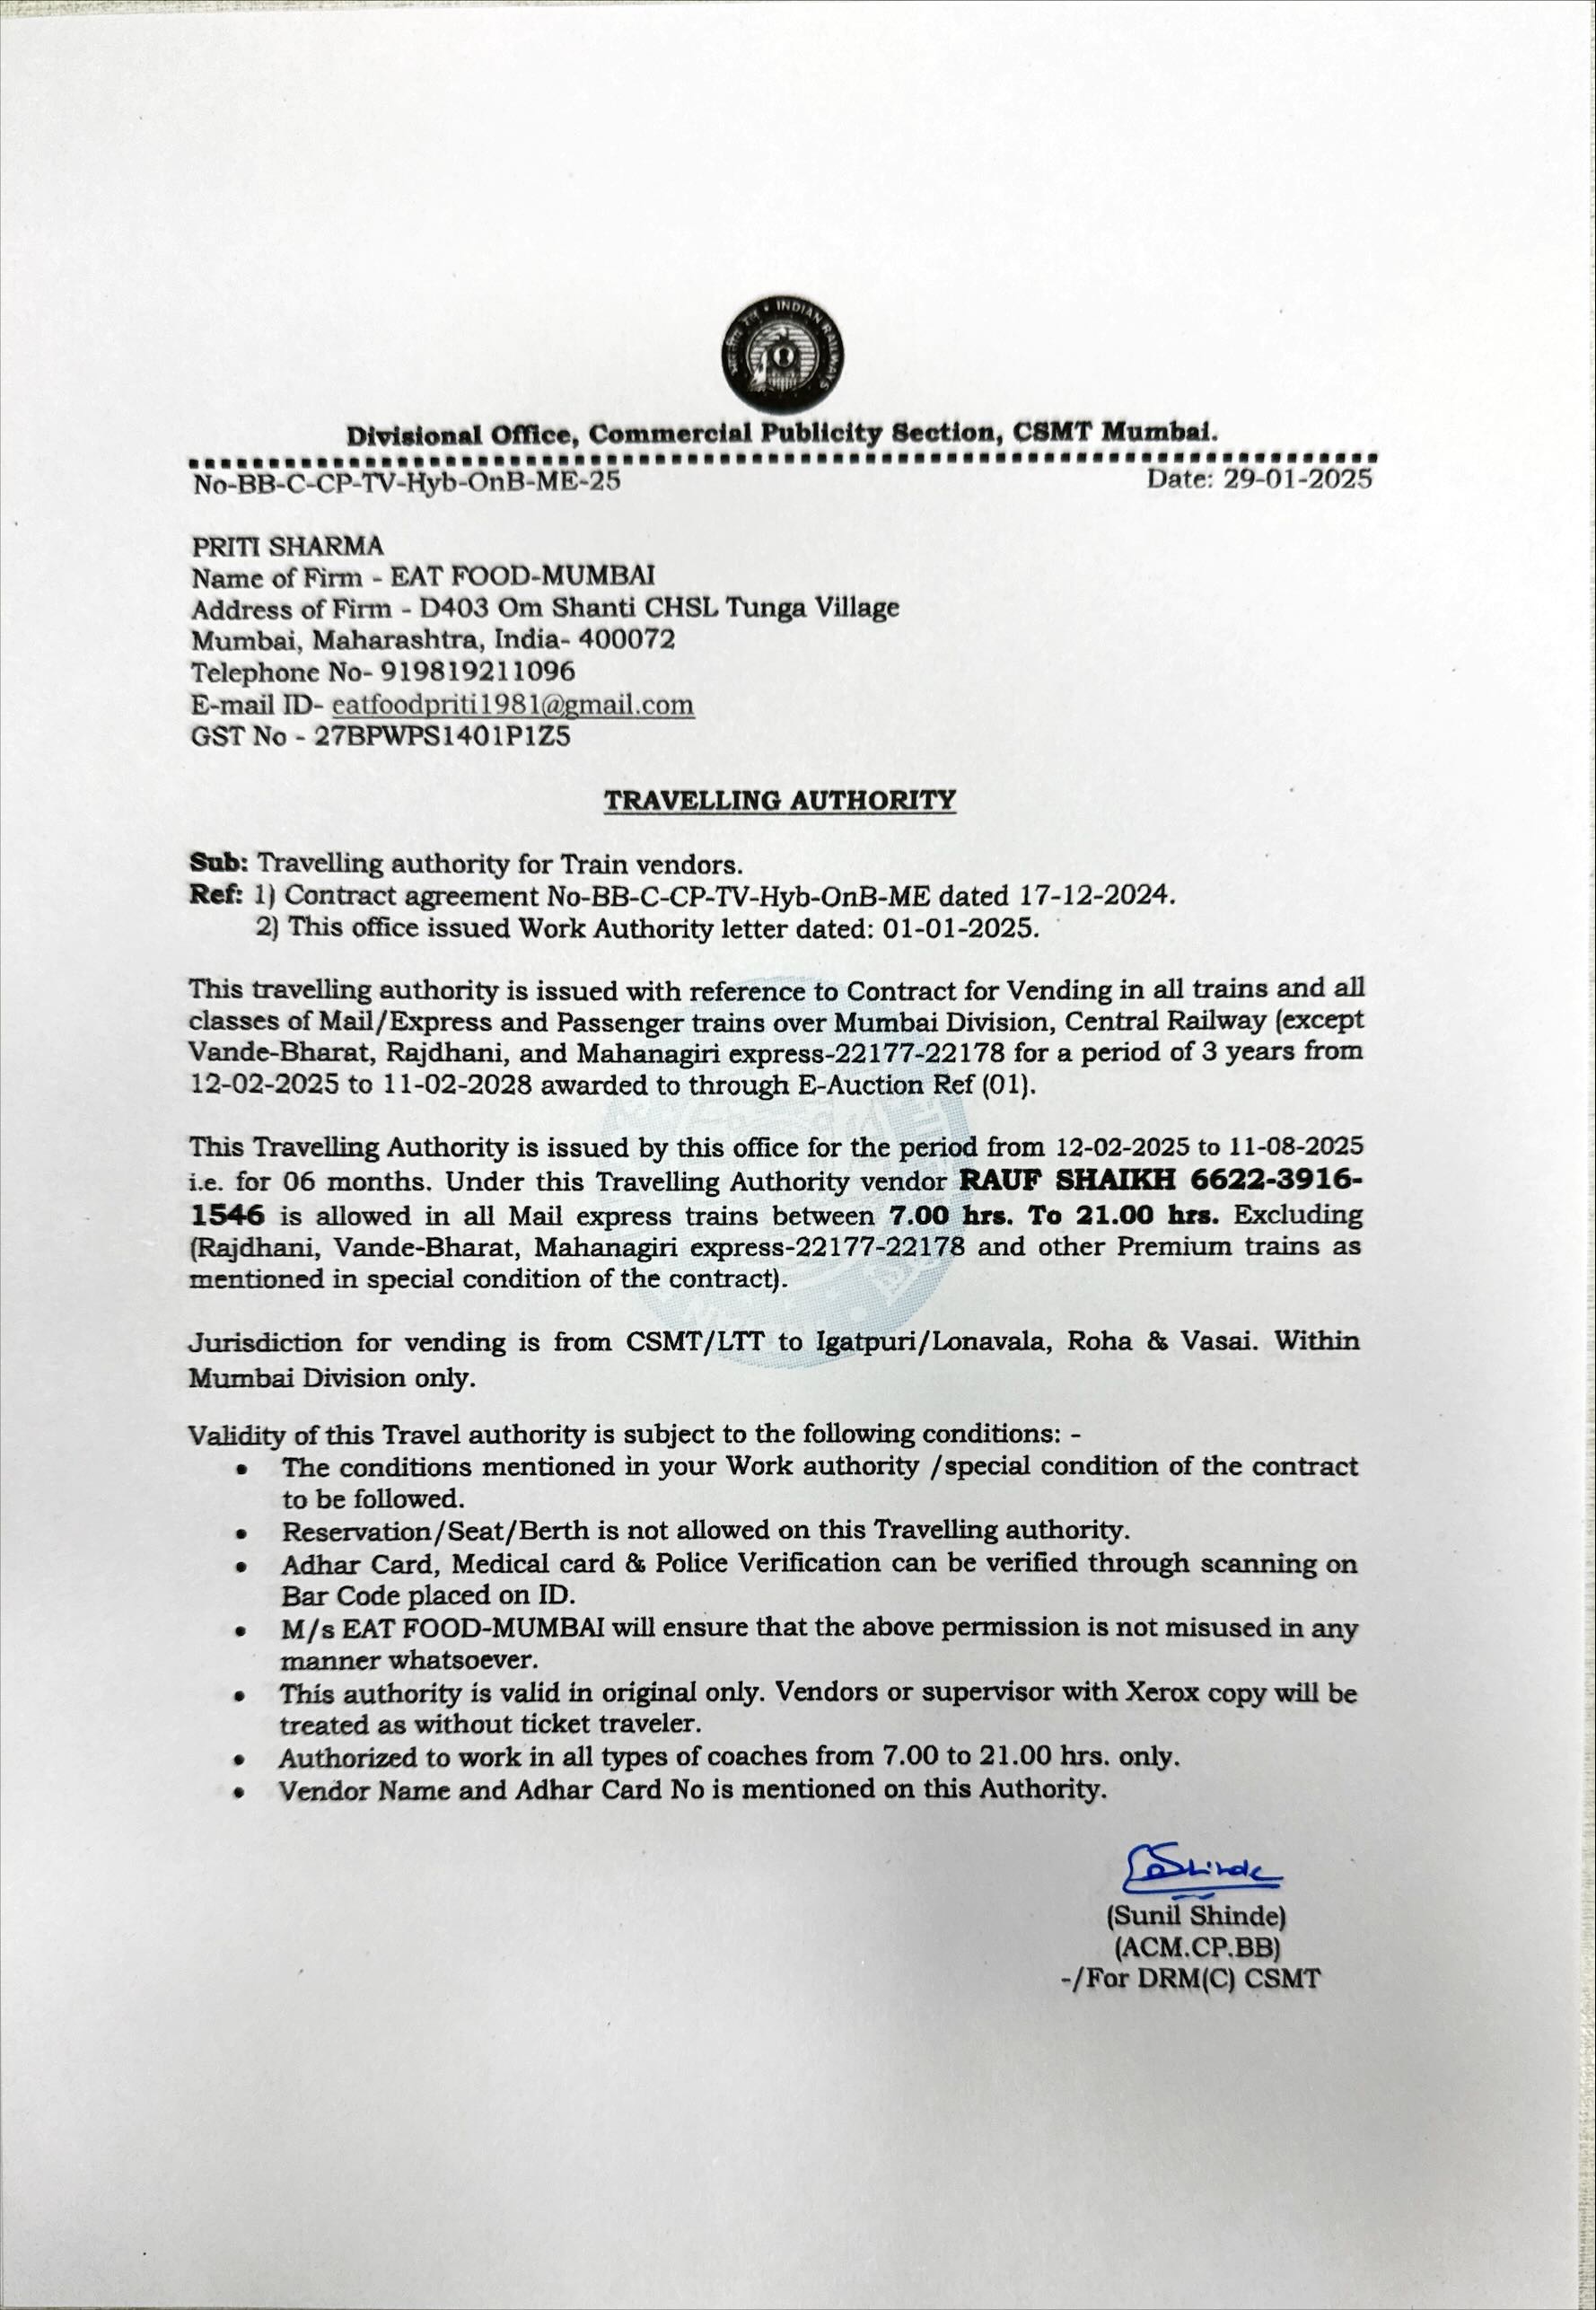 भारतीय रेल • INDIAN RAILWAYS
Divisional Office, Commercial Publicity Section, CSMT Mumbai.
No-BB-C-CP-TV-Hyb-OnB-ME-25 Date: 29-01-2025
PRITI SHARMA
Name of Firm - EAT FOOD-MUMBAI
Address of Firm - D403 Om Shanti CHSL Tunga Village
Mumbai, Maharashtra, India- 400072
Telephone No- 919819211096
E-mail ID- eatfoodpriti1981@gmail.com
GST No - 27BPWPS1401P1Z5
TRAVELLING AUTHORITY
Sub: Travelling authority for Train vendors.
Ref: 1) Contract agreement No-BB-C-CP-TV-Hyb-OnB-ME dated 17-12-2024.
2) This office issued Work Authority letter dated: 01-01-2025.
This travelling authority is issued with reference to Contract for Vending in all trains and all
classes of Mail/Express and Passenger trains over Mumbai Division, Central Railway (except
Vande-Bharat, Rajdhani, and Mahanagiri express-22177-22178 for a period of 3 years from
12-02-2025 to 11-02-2028 awarded to through E-Auction Ref (01).
This Travelling Authority is issued by this office for the period from 12-02-2025 to 11-08-2025
i.e. for 06 months. Under this Travelling Authority vendor RAUF SHAIKH 6622-3916-
1546 is allowed in all Mail express trains between 7.00 hrs. To 21.00 hrs. Excluding
(Rajdhani, Vande-Bharat, Mahanagiri express-22177-22178 and other Premium trains as
mentioned in special condition of the contract).
Jurisdiction for vending is from CSMT/LTT to Igatpuri/Lonavala, Roha & Vasai. Within
Mumbai Division only.
Validity of this Travel authority is subject to the following conditions: -
• The conditions mentioned in your Work authority /special condition of the contract
to be followed.
• Reservation/Seat/Berth is not allowed on this Travelling authority.
• Adhar Card, Medical card & Police Verification can be verified through scanning on
Bar Code placed on ID.
• M/s EAT FOOD-MUMBAI will ensure that the above permission is not misused in any
manner whatsoever.
• This authority is valid in original only. Vendors or supervisor with Xerox copy will be
treated as without ticket traveler.
• Authorized to work in all types of coaches from 7.00 to 21.00 hrs. only.
• Vendor Name and Adhar Card No is mentioned on this Authority.
Shinde
(Sunil Shinde)
(ACM.CP.BB)
-/For DRM(C) CSMT